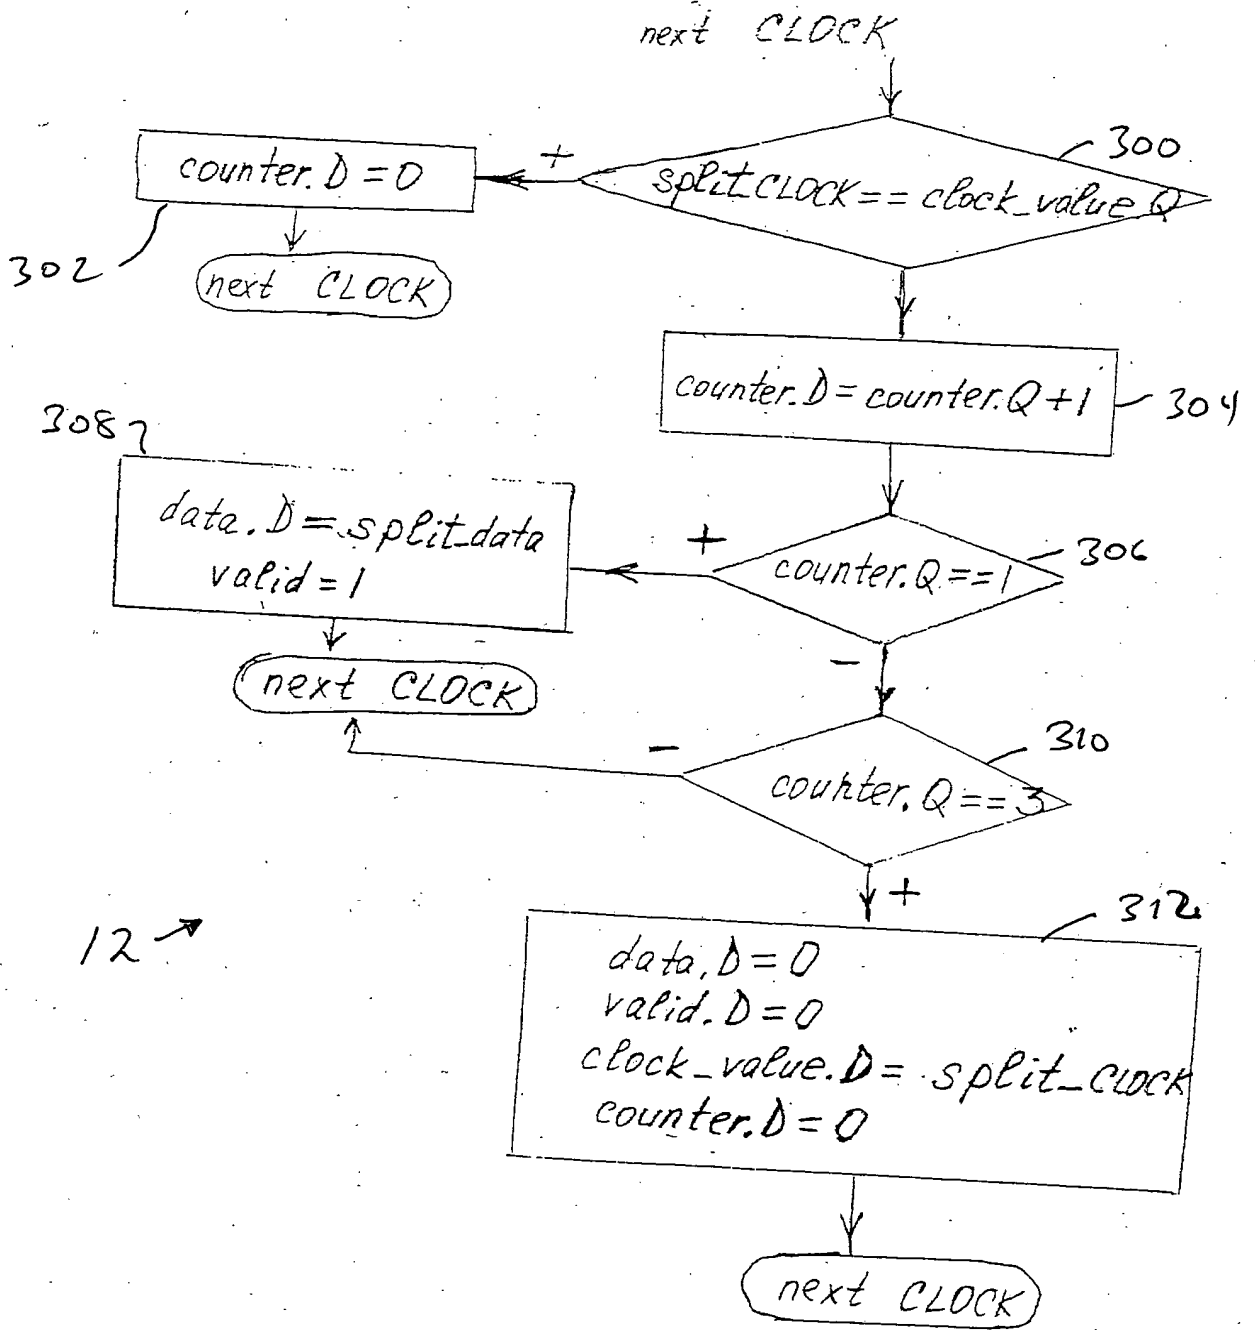 next CLOCK
300
split CLOCK == clock_value Q
+
counter.D = 0
302
next CLOCK
counter.D = counter.Q + 1
304
308
data.D = split_data
valid = 1
+
counter.Q == 1
306
next CLOCK
-
-
310
counter.Q == 3
+
12
312
data.D = 0
valid.D = 0
clock_value.D = split_CLOCK
counter.D = 0
next CLOCK